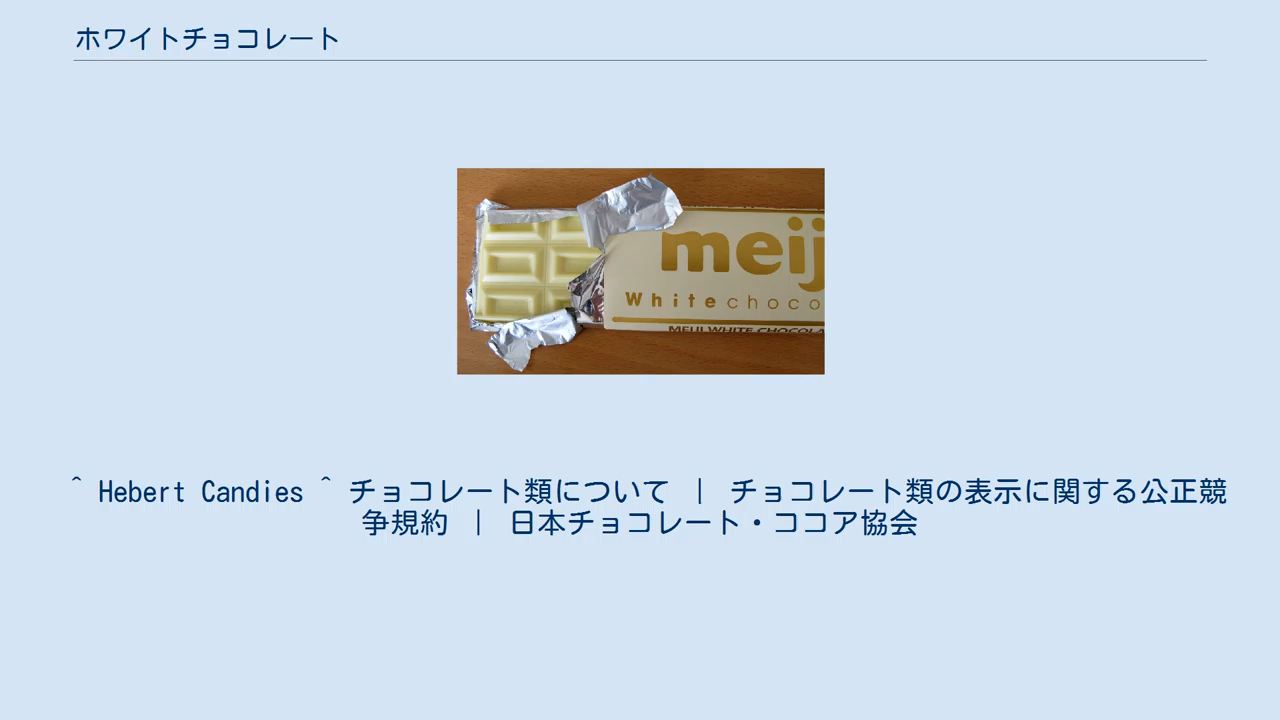 ホワイトチョコレート
meij
Whitechoco
MEIJI WHITE CHOCOLA
^ Hebert Candies ^ チョコレート類について ｜ チョコレート類の表示に関する公正競
争規約 ｜ 日本チョコレート・ココア協会